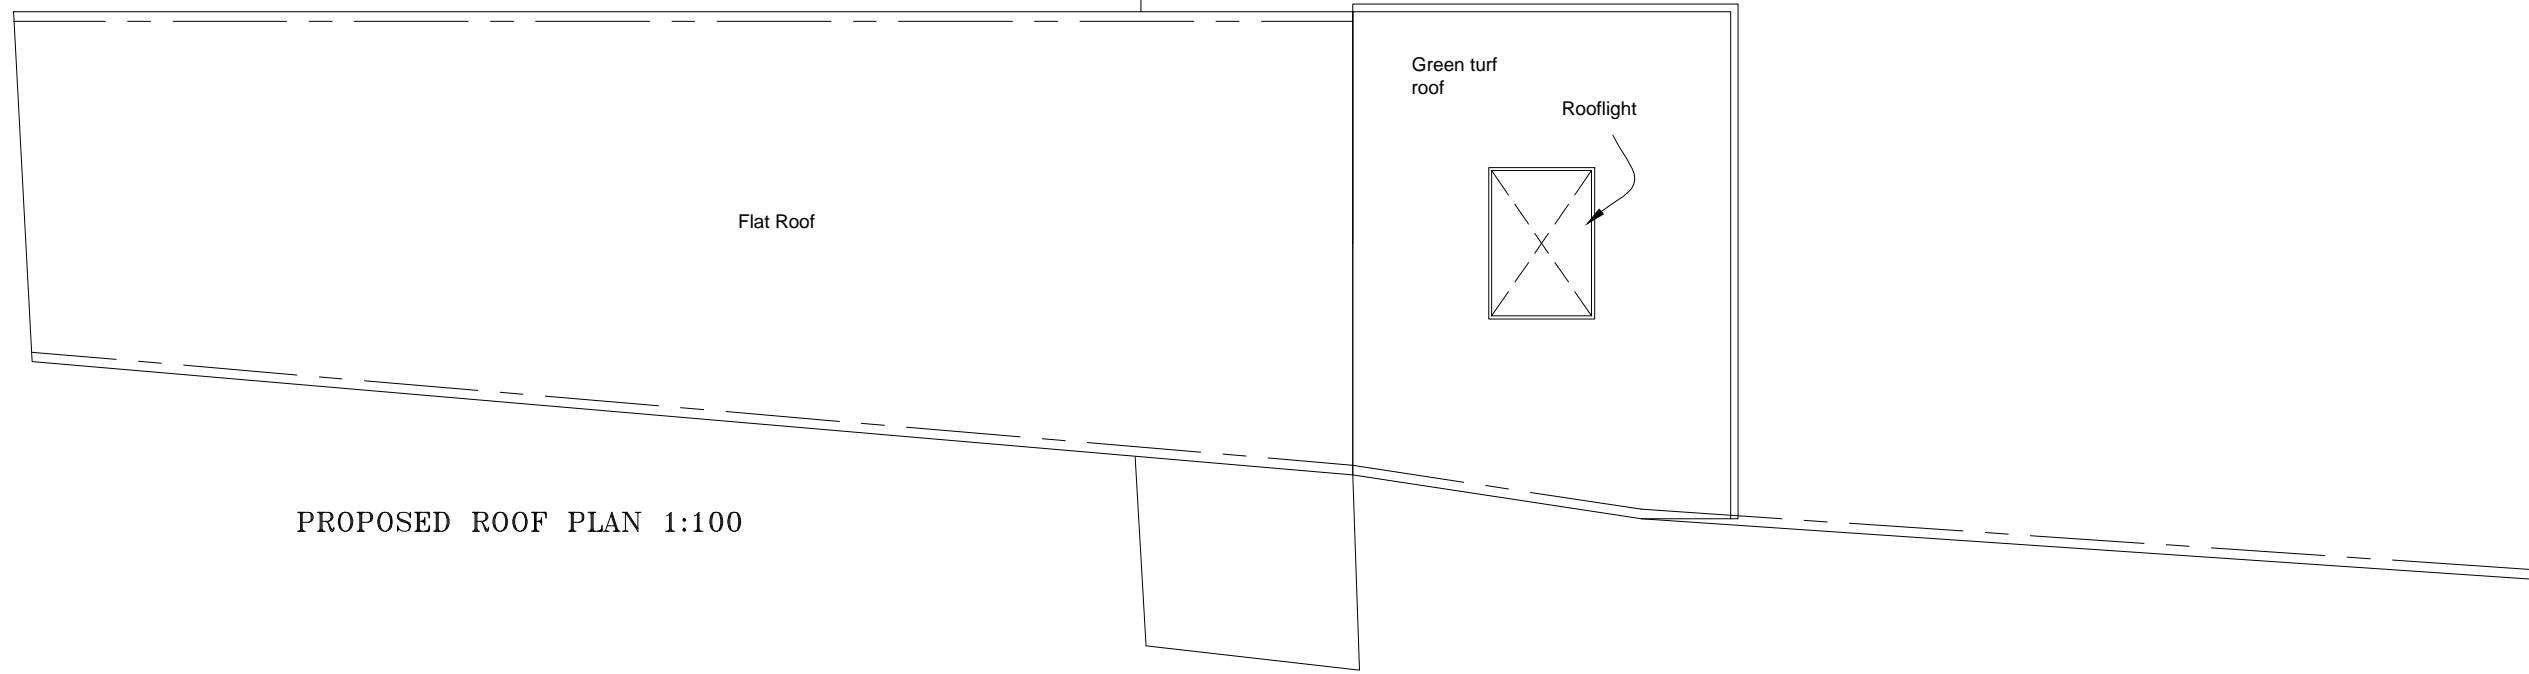 Green turf
roof
Rooflight
Flat Roof
PROPOSED ROOF PLAN 1:100